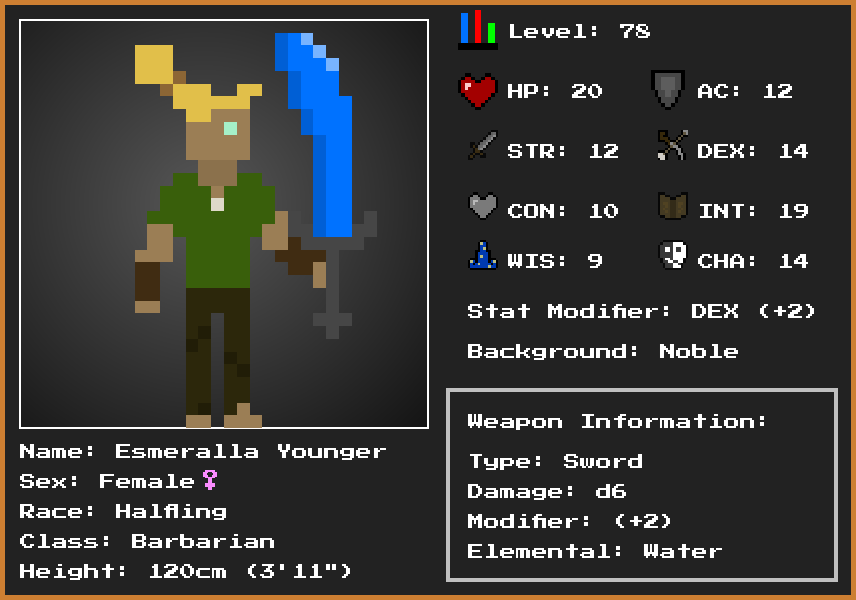 Level: 78
HP: 20
AC: 12
STR: 12
DEX: 14
CON: 10
INT: 19
WIS: 9
CHA: 14
Stat Modifier: DEX (+2)
Background: Noble
Weapon Information:
Type: Sword
Damage: d6
Modifier: (+2)
Elemental: Water
Name: Esmeralla Younger
Sex: Female♀
Race: Halfling
Class: Barbarian
Height: 120cm (3'11")